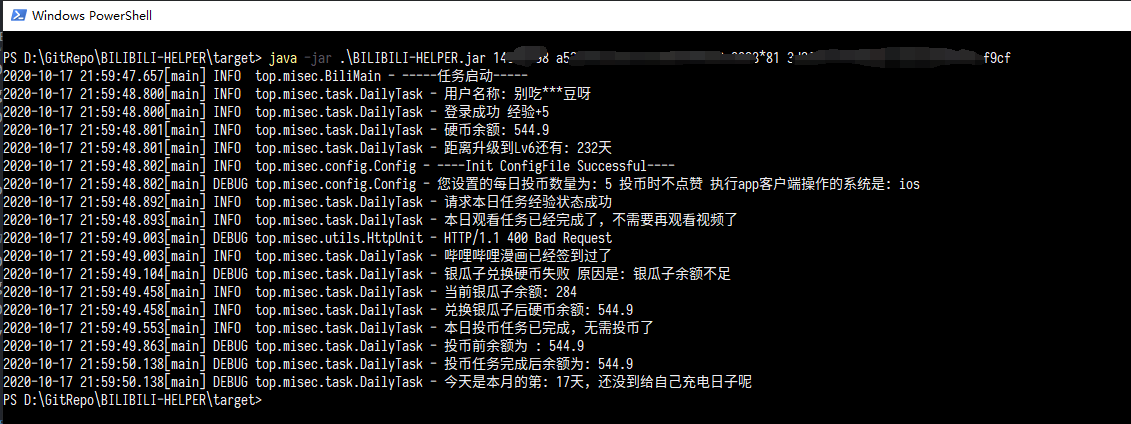 Windows PowerShell
PS D:\GitRepo\BILIBILI-HELPER\target> java -jar .\BILIBILI-HELPER.jar f9cf
2020-10-17 21:59:47.657[main] INFO  top.misec.BiliMain - -----任务启动-----
2020-10-17 21:59:48.800[main] INFO  top.misec.task.DailyTask - 用户名称: 别吃***豆呀
2020-10-17 21:59:48.800[main] INFO  top.misec.task.DailyTask - 登录成功 经验+5
2020-10-17 21:59:48.801[main] INFO  top.misec.task.DailyTask - 硬币余额: 544.9
2020-10-17 21:59:48.801[main] INFO  top.misec.task.DailyTask - 距离升级到Lv6还有: 232天
2020-10-17 21:59:48.802[main] INFO  top.misec.config.Config - ----Init ConfigFile Successful----
2020-10-17 21:59:48.802[main] DEBUG top.misec.config.Config - 您设置的每日投币数量为: 5 投币时不点赞 执行app客户端操作的系统是: ios
2020-10-17 21:59:48.892[main] INFO  top.misec.task.DailyTask - 请求本日任务经验状态成功
2020-10-17 21:59:48.893[main] INFO  top.misec.task.DailyTask - 本日观看任务已经完成了，不需要再观看视频了
2020-10-17 21:59:49.003[main] DEBUG top.misec.utils.HttpUnit - HTTP/1.1 400 Bad Request
2020-10-17 21:59:49.003[main] INFO  top.misec.task.DailyTask - 哔哩哔哩漫画已经签到过了
2020-10-17 21:59:49.104[main] DEBUG top.misec.task.DailyTask - 银瓜子兑换硬币失败 原因是: 银瓜子余额不足
2020-10-17 21:59:49.458[main] INFO  top.misec.task.DailyTask - 当前银瓜子余额: 284
2020-10-17 21:59:49.458[main] INFO  top.misec.task.DailyTask - 兑换银瓜子后硬币余额: 544.9
2020-10-17 21:59:49.553[main] INFO  top.misec.task.DailyTask - 本日投币任务已完成，无需投币了
2020-10-17 21:59:49.863[main] DEBUG top.misec.task.DailyTask - 投币前余额为 : 544.9
2020-10-17 21:59:50.138[main] DEBUG top.misec.task.DailyTask - 投币任务完成后余额为: 544.9
2020-10-17 21:59:50.138[main] DEBUG top.misec.task.DailyTask - 今天是本月的第: 17天，还没到给自己充电日子呢
PS D:\GitRepo\BILIBILI-HELPER\target>